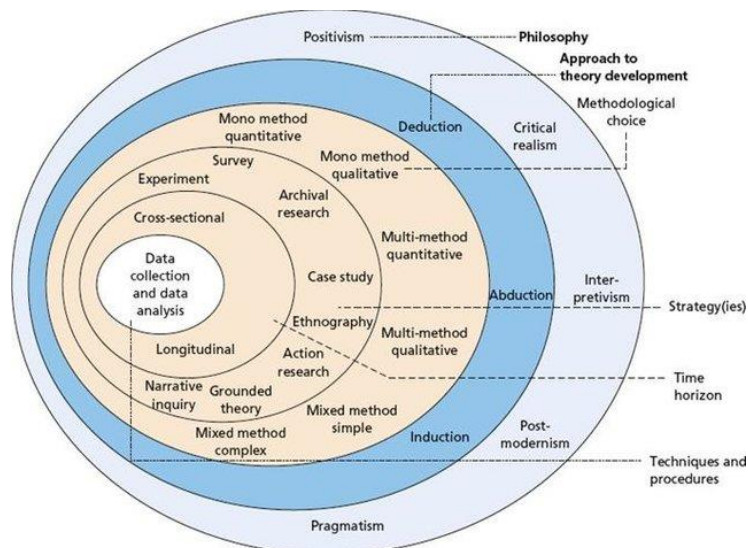 Positivism
Philosophy
Approach to
theory development
Methodological
choice
Deduction
Critical
realism
Mono method
quantitative
Mono method
qualitative
Survey
Experiment
Archival
research
Cross-sectional
Multi-method
quantitative
Data
collection
and data
analysis
Case study
Abduction
Inter-
pretivism
Strategy(ies)
Ethnography
Multi-method
qualitative
Longitudinal
Action
research
Time
horizon
Narrative
inquiry
Grounded
theory
Mixed method
simple
Mixed method
complex
Induction
Post-
modernism
Techniques and
procedures
Pragmatism